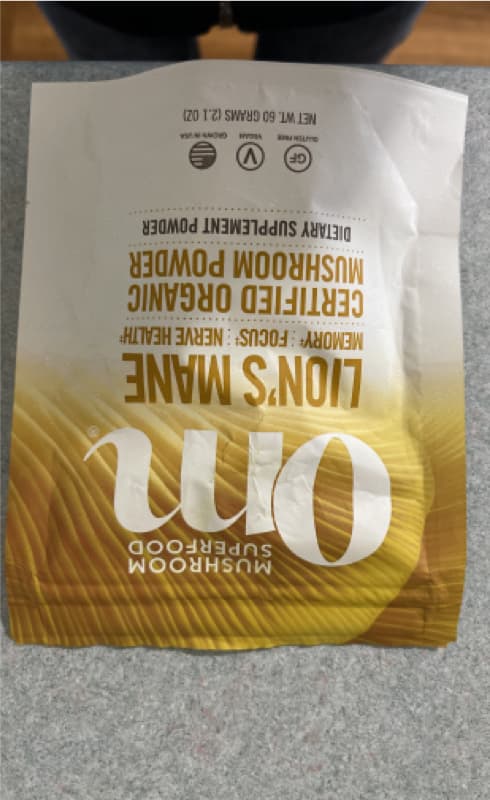 MUSHROOM
SUPERFOOD
Om®
LION'S MANE
MEMORY‡ FOCUS‡ NERVE HEALTH‡
CERTIFIED ORGANIC
MUSHROOM POWDER
DIETARY SUPPLEMENT POWDER
GF V
GLUTEN FREE VEGAN GROWN IN USA
NET WT. 60 GRAMS (2.1 OZ)